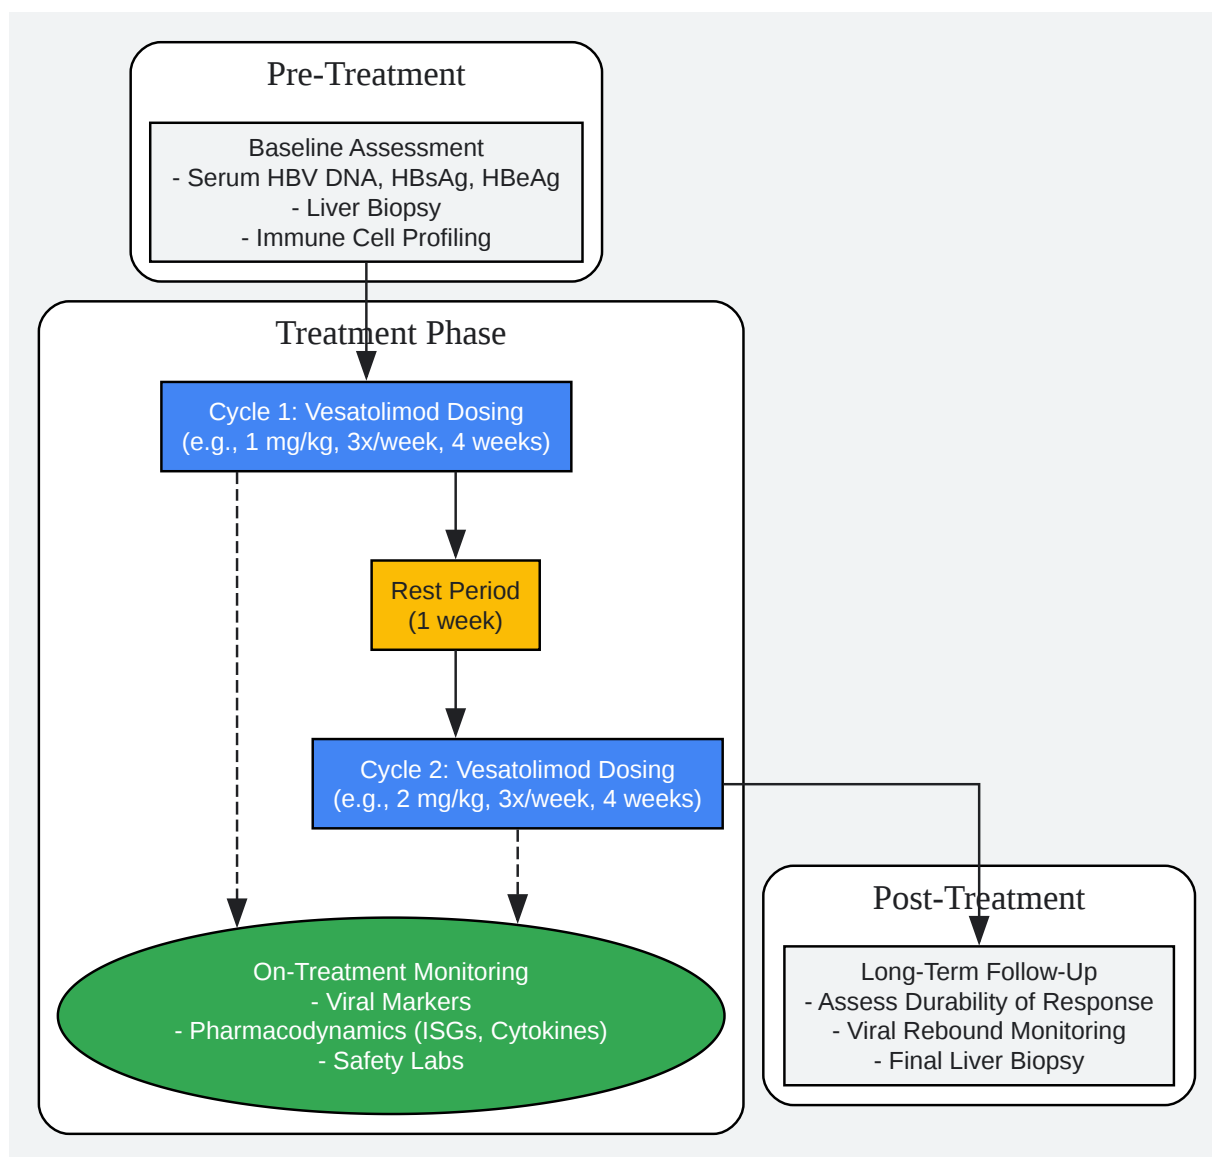 Pre-Treatment
Baseline Assessment
- Serum HBV DNA, HBsAg, HBeAg
- Liver Biopsy
- Immune Cell Profiling
Treatment Phase
Cycle 1: Vesatolimod Dosing
(e.g., 1 mg/kg, 3x/week, 4 weeks)
Rest Period
(1 week)
Cycle 2: Vesatolimod Dosing
(e.g., 2 mg/kg, 3x/week, 4 weeks)
On-Treatment Monitoring
- Viral Markers
- Pharmacodynamics (ISGs, Cytokines)
- Safety Labs
Post-Treatment
Long-Term Follow-Up
- Assess Durability of Response
- Viral Rebound Monitoring
- Final Liver Biopsy